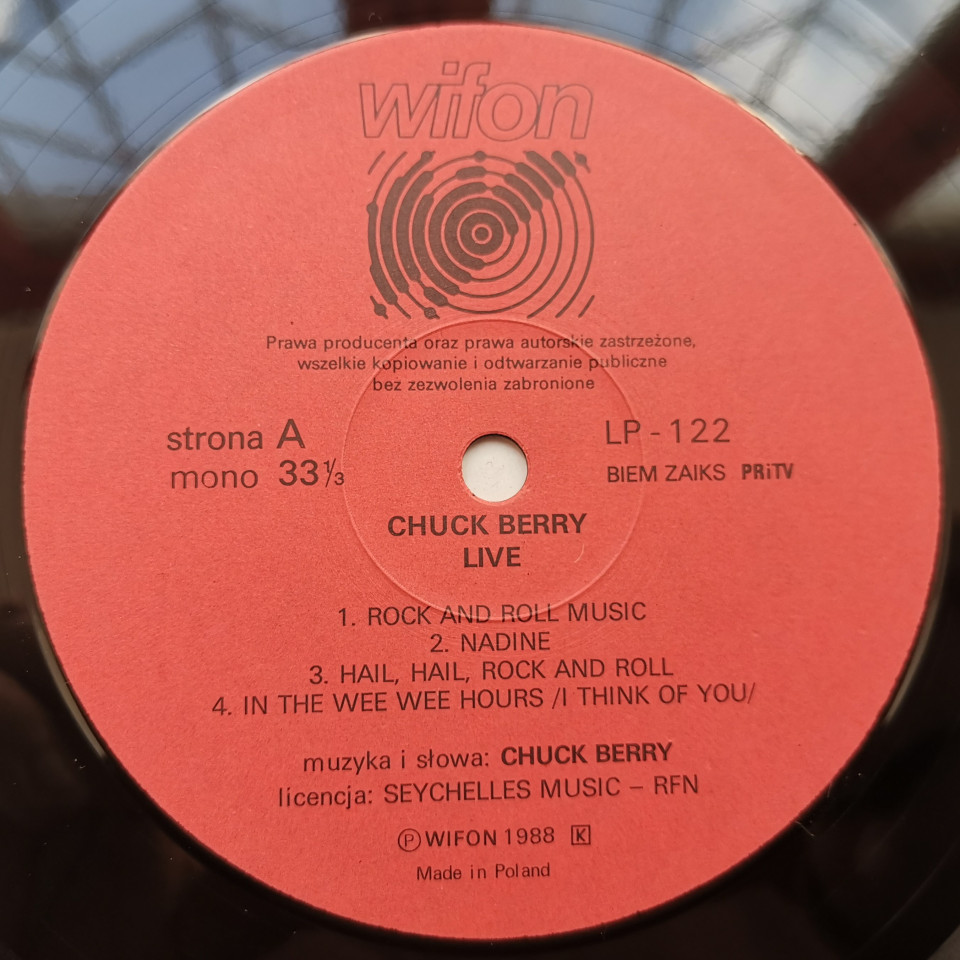 wifon
Prawa producenta oraz prawa autorskie zastrzeżone,
wszelkie kopiowanie i odtwarzanie publiczne
bez zezwolenia zabronione
strona A
mono 33⅓
LP - 122
BIEM ZAIKS PRiTV
CHUCK BERRY
LIVE
1. ROCK AND ROLL MUSIC
2. NADINE
3. HAIL, HAIL, ROCK AND ROLL
4. IN THE WEE WEE HOURS /I THINK OF YOU/
muzyka i słowa: CHUCK BERRY
licencja: SEYCHELLES MUSIC – RFN
Ⓟ WIFON 1988 K
Made in Poland